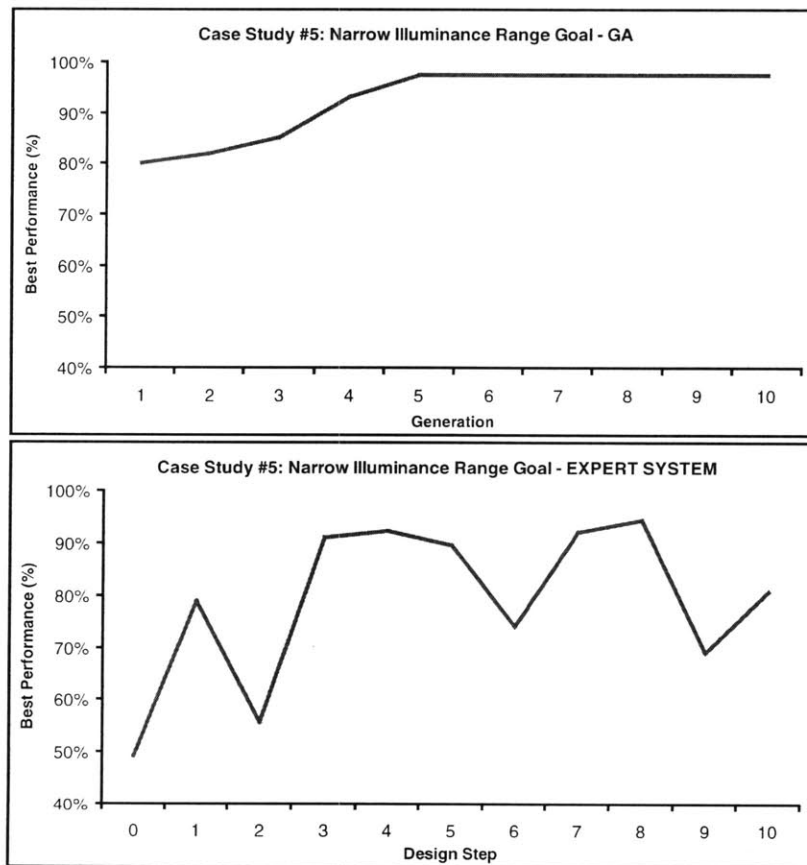 Case Study #5: Narrow Illuminance Range Goal - GA
100%
90%
80%
70%
60%
50%
40%
Best Performance (%)
1 2 3 4 5 6 7 8 9 10
Generation
Case Study #5: Narrow Illuminance Range Goal - EXPERT SYSTEM
100%
90%
80%
70%
60%
50%
40%
Best Performance (%)
0 1 2 3 4 5 6 7 8 9 10
Design Step